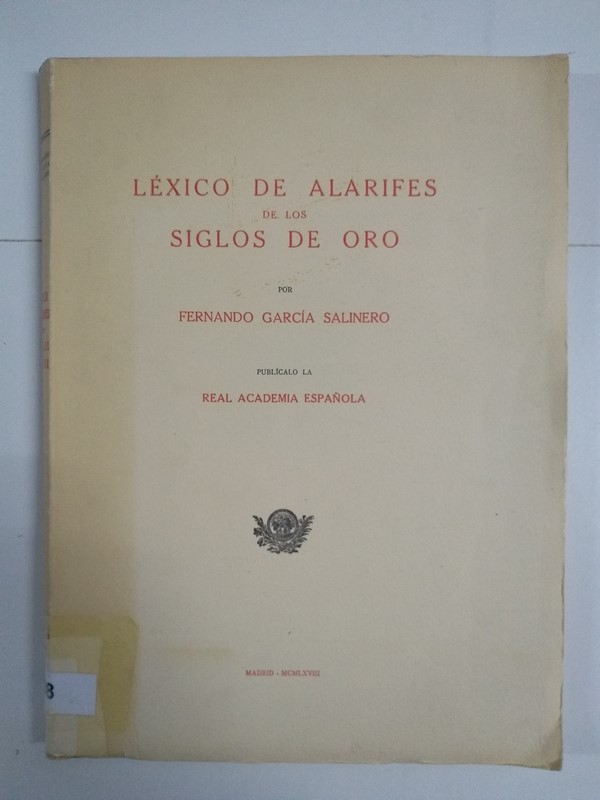 LÉXICO DE ALARIFES
DE LOS
SIGLOS DE ORO
POR
FERNANDO GARCÍA SALINERO
PUBLÍCALO LA
REAL ACADEMIA ESPAÑOLA
MADRID - MCMLXVIII
8